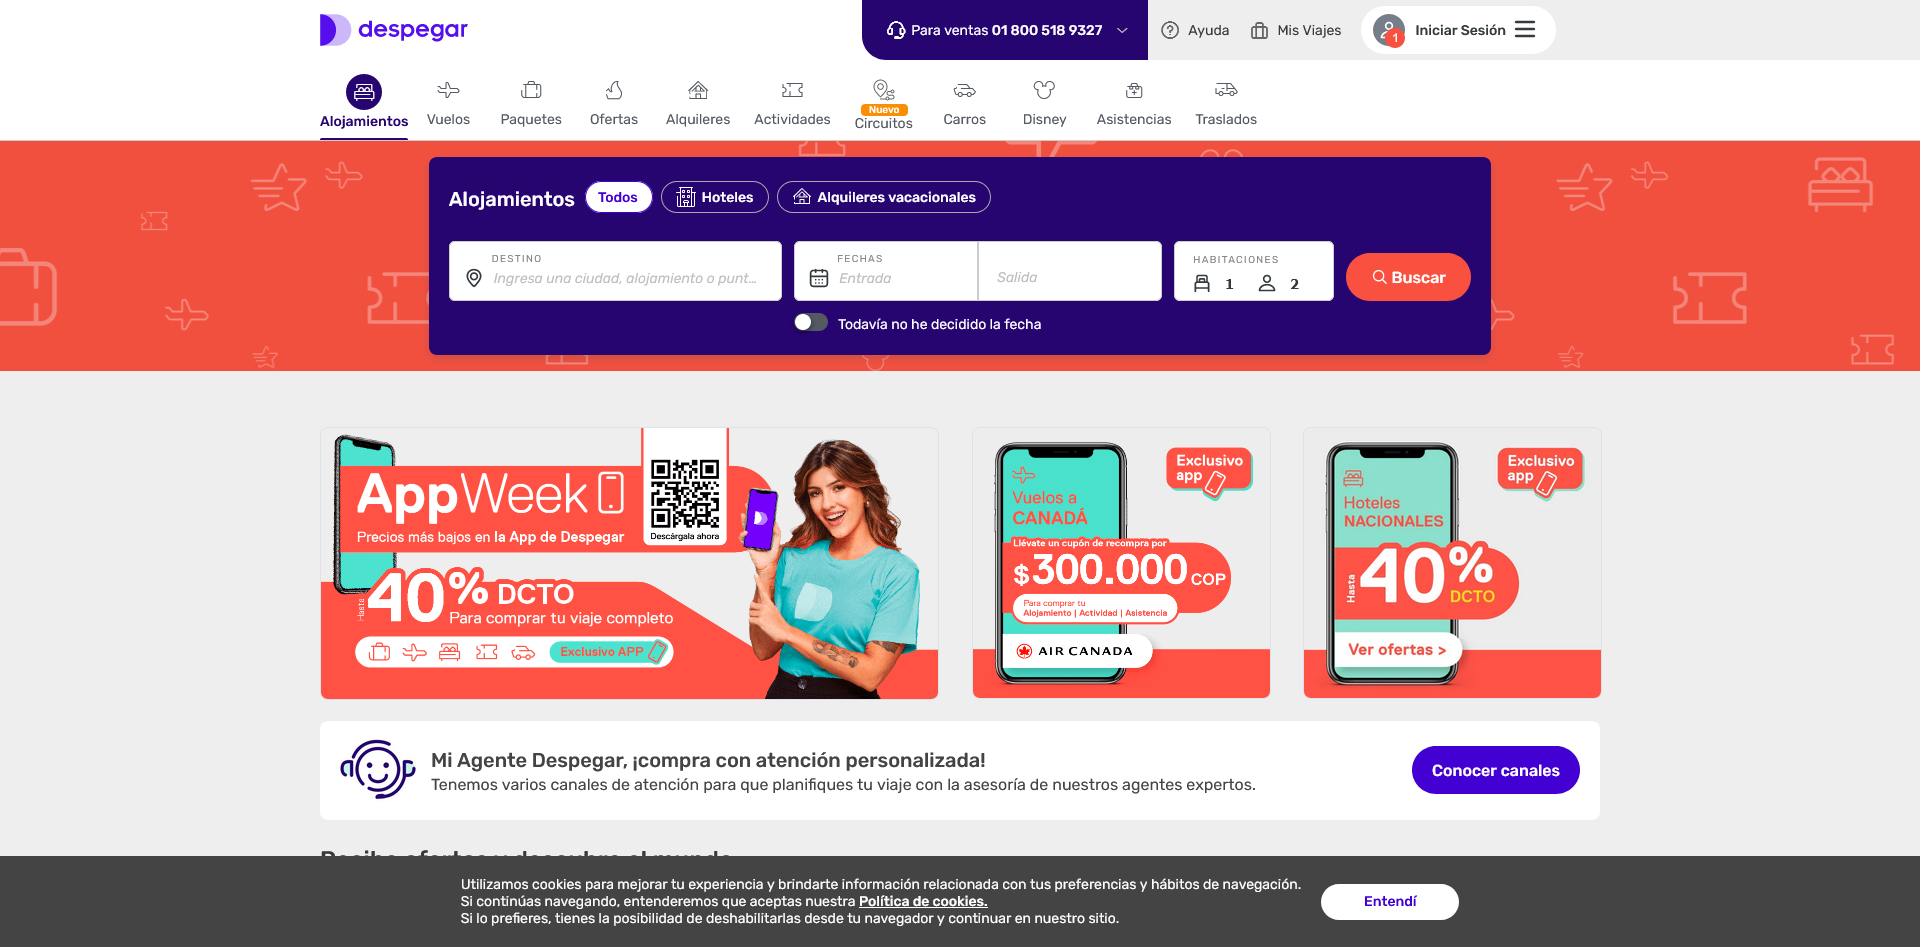 despegar
Para ventas 01 800 518 9327
Ayuda
Mis Viajes
1
Iniciar Sesión
Alojamientos
Vuelos
Paquetes
Ofertas
Alquileres
Actividades
Nuevo
Circuitos
Carros
Disney
Asistencias
Traslados
Alojamientos
Todos
Hoteles
Alquileres vacacionales
DESTINO
Ingresa una ciudad, alojamiento o punt...
FECHAS
Entrada
Salida
HABITACIONES
1
2
Buscar
Todavía no he decidido la fecha
AppWeek
Precios más bajos en la App de Despegar
Descárgala ahora
Hasta
40% DCTO
Para comprar tu viaje completo
Exclusivo APP
Exclusivo
app
Vuelos a
CANADÁ
Llévate un cupón de recompra por
$300.000 COP
Para comprar tu
Alojamiento | Actividad | Asistencia
AIR CANADA
Exclusivo
app
Hoteles
NACIONALES
Hasta
40%
DCTO
Ver ofertas >
Mi Agente Despegar, ¡compra con atención personalizada!
Tenemos varios canales de atención para que planifiques tu viaje con la asesoría de nuestros agentes expertos.
Conocer canales
Recibe ofertas y descubre el mundo
Utilizamos cookies para mejorar tu experiencia y brindarte información relacionada con tus preferencias y hábitos de navegación.
Si continúas navegando, entenderemos que aceptas nuestra Política de cookies.
Si lo prefieres, tienes la posibilidad de deshabilitarlas desde tu navegador y continuar en nuestro sitio.
Entendí